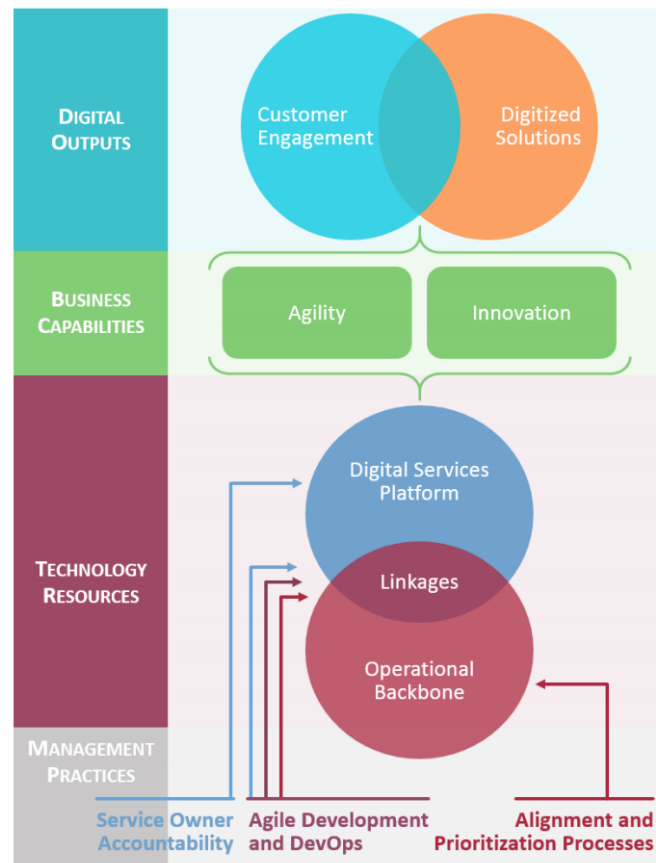 DIGITAL
OUTPUTS
Customer
Engagement
Digitized
Solutions
BUSINESS
CAPABILITIES
Agility
Innovation
TECHNOLOGY
RESOURCES
Digital Services
Platform
Linkages
Operational
Backbone
MANAGEMENT
PRACTICES
Service Owner
Accountability
Agile Development
and DevOps
Alignment and
Prioritization Processes